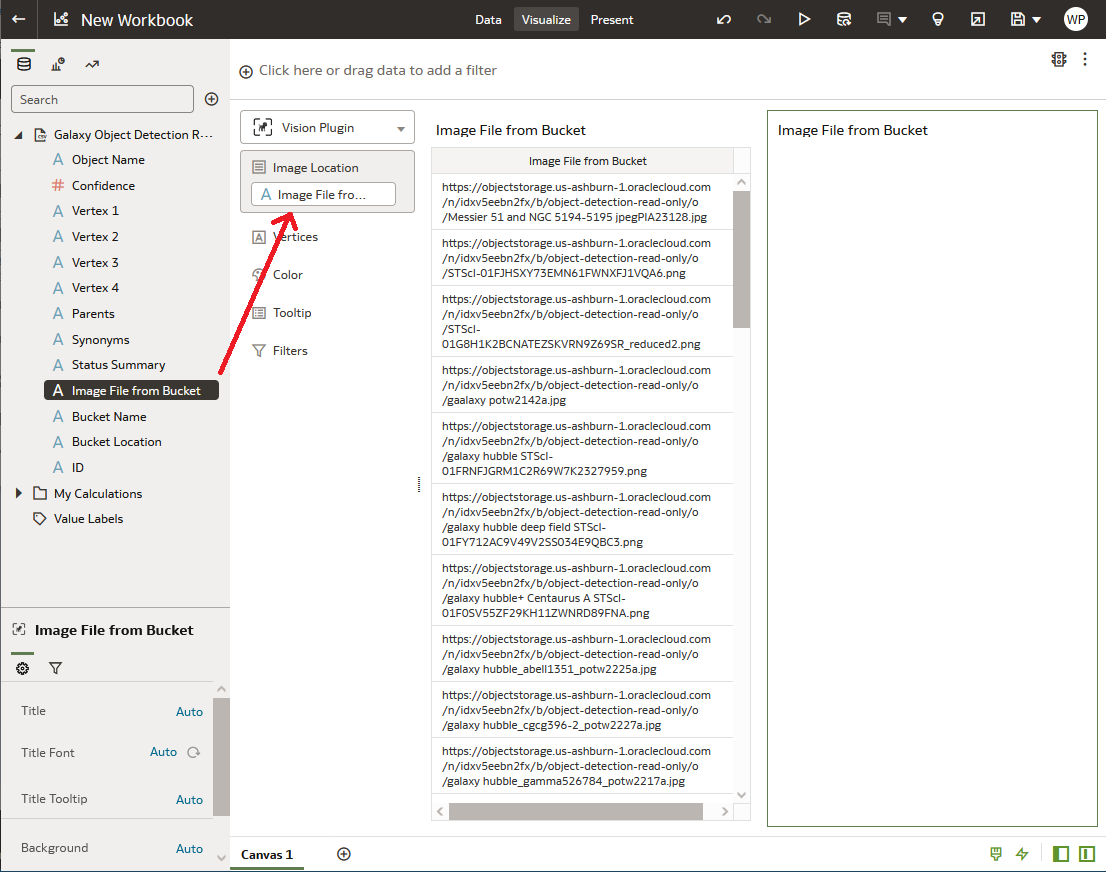 New Workbook
Data
Visualize
Present
WP
Search
Galaxy Object Detection R...
Object Name
Confidence
Vertex 1
Vertex 2
Vertex 3
Vertex 4
Parents
Synonyms
Status Summary
Image File from Bucket
Bucket Name
Bucket Location
ID
My Calculations
Value Labels
Image File from Bucket
Title
Auto
Title Font
Auto
Title Tooltip
Auto
Background
Auto
Click here or drag data to add a filter
Vision Plugin
Image Location
Image File fro...
Vertices
Color
Tooltip
Filters
Image File from Bucket
Image File from Bucket
https://objectstorage.us-ashburn-1.oraclecloud.com
/n/idxv5eebn2fx/b/object-detection-read-only/o
/Messier 51 and NGC 5194-5195 jpegPIA23128.jpg
https://objectstorage.us-ashburn-1.oraclecloud.com
/n/idxv5eebn2fx/b/object-detection-read-only/o
/STScI-01FJHSXY73EMN61FWNXFJ1VQA6.png
https://objectstorage.us-ashburn-1.oraclecloud.com
/n/idxv5eebn2fx/b/object-detection-read-only/o
/STScI-
01G8H1K2BCNATEZSKVRN9Z69SR_reduced2.png
https://objectstorage.us-ashburn-1.oraclecloud.com
/n/idxv5eebn2fx/b/object-detection-read-only/o
/gaalaxy potw2142a.jpg
https://objectstorage.us-ashburn-1.oraclecloud.com
/n/idxv5eebn2fx/b/object-detection-read-only/o
/galaxy hubble STScI-
01FRNFJGRM1C2R69W7K2327959.png
https://objectstorage.us-ashburn-1.oraclecloud.com
/n/idxv5eebn2fx/b/object-detection-read-only/o
/galaxy hubble deep field STScI-
01FY712AC9V49V2SS034E9QBC3.png
https://objectstorage.us-ashburn-1.oraclecloud.com
/n/idxv5eebn2fx/b/object-detection-read-only/o
/galaxy hubble+ Centaurus A STScI-
01F0SV55ZF29KH11ZWNRD89FNA.png
https://objectstorage.us-ashburn-1.oraclecloud.com
/n/idxv5eebn2fx/b/object-detection-read-only/o
/galaxy hubble_abell1351_potw2225a.jpg
https://objectstorage.us-ashburn-1.oraclecloud.com
/n/idxv5eebn2fx/b/object-detection-read-only/o
/galaxy hubble_cgcg396-2_potw2227a.jpg
https://objectstorage.us-ashburn-1.oraclecloud.com
/n/idxv5eebn2fx/b/object-detection-read-only/o
/galaxy hubble_gamma526784_potw2217a.jpg
Image File from Bucket
Canvas 1